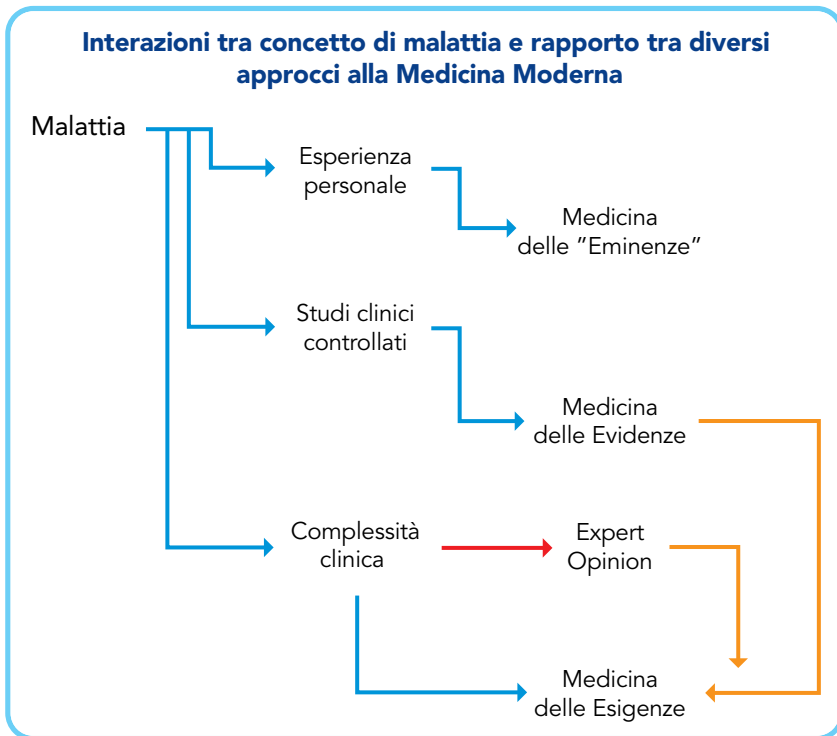 Interazioni tra concetto di malattia e rapporto tra diversi
approcci alla Medicina Moderna
Malattia
Esperienza
personale
Medicina
delle ”Eminenze”
Studi clinici
controllati
Medicina
delle Evidenze
Complessità
clinica
Expert
Opinion
Medicina
delle Esigenze